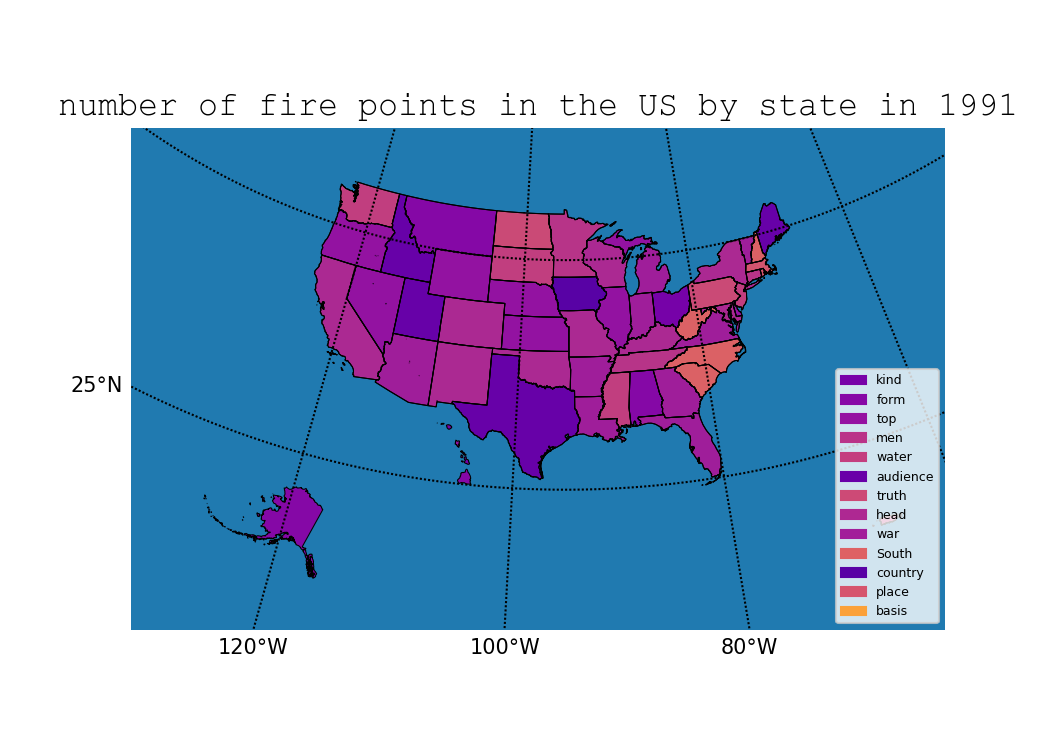 number of fire points in the US by state in 1991
25°N
kind
form
top
men
water
audience
truth
head
war
South
country
place
basis
120°W
100°W
80°W